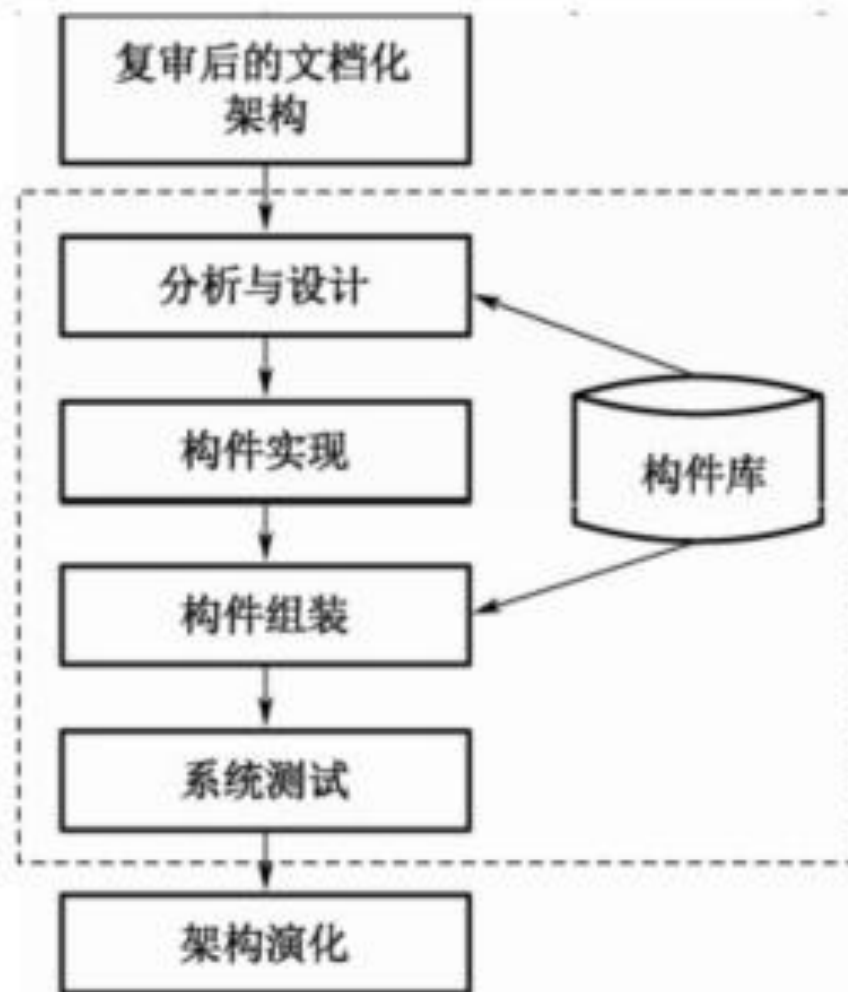 复审后的文档化
架构
分析与设计
构件实现
构件库
构件组装
系统测试
架构演化